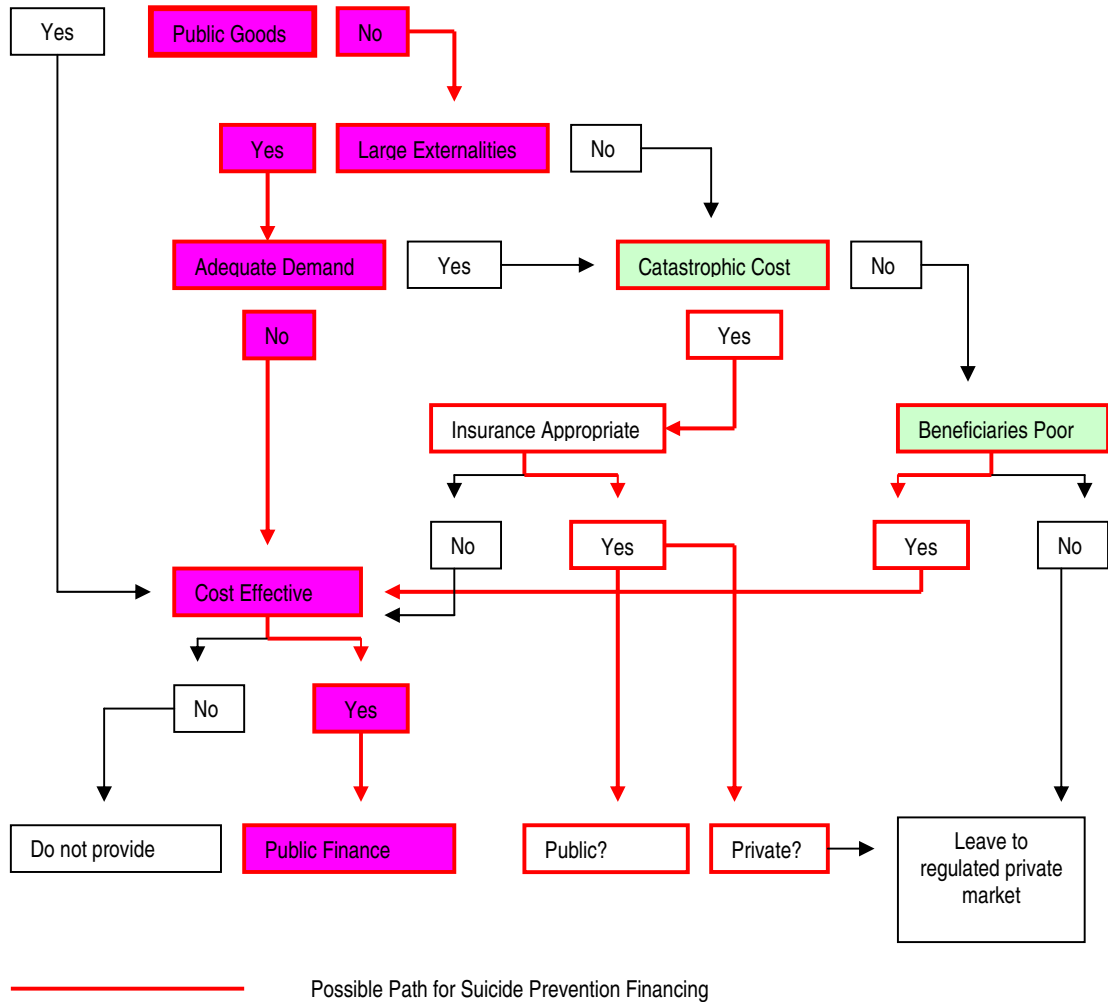 Yes
Public Goods
No
Yes
Large Externalities
No
Adequate Demand
Yes
Catastrophic Cost
No
No
Yes
Insurance Appropriate
Beneficiaries Poor
No
Yes
Yes
No
Cost Effective
No
Yes
Do not provide
Public Finance
Public?
Private?
Leave to
regulated private
market
Possible Path for Suicide Prevention Financing